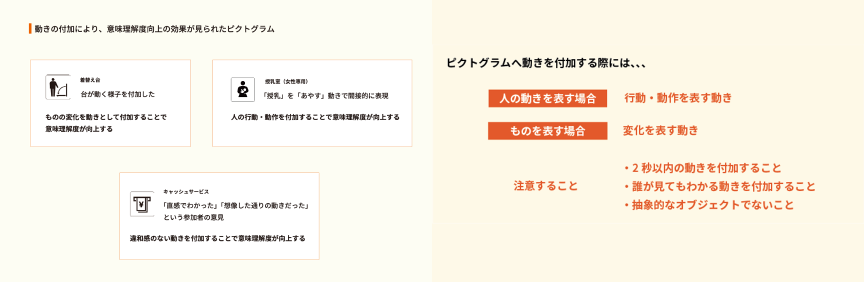 動きの付加により、意味理解度向上の効果が見られたピクトグラム
着替え台
台が動く様子を付加した
ものの変化を動きとして付加することで
意味理解度が向上する
授乳室（女性専用）
「授乳」を「あやす」動きで間接的に表現
人の行動・動作を付加することで意味理解度が向上する
キャッシュサービス
「直感でわかった」「想像した通りの動きだった」
という参加者の意見
違和感のない動きを付加することで意味理解度が向上する
ピクトグラムへ動きを付加する際には、、、
人の動きを表す場合 行動・動作を表す動き
ものを表す場合 変化を表す動き
注意すること
・2 秒以内の動きを付加すること
・誰が見てもわかる動きを付加すること
・抽象的なオブジェクトでないこと